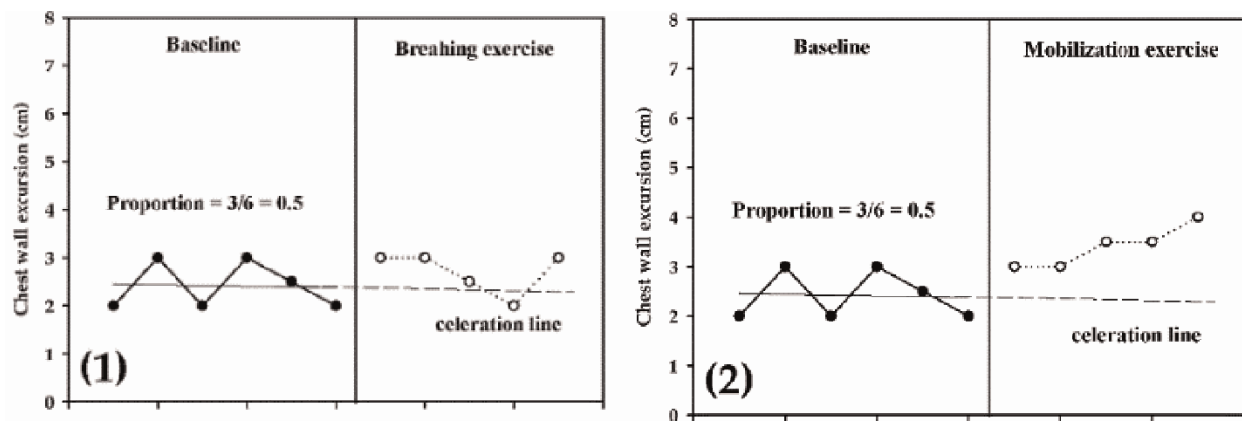 Baseline
Breahing exercise
Chest wall excursion (cm)
8
7
6
5
4
3
2
1
0
Proportion = 3/6 = 0.5
celeration line
(1)
Baseline
Mobilization exercise
Chest wall excursion (cm)
8
7
6
5
4
3
2
1
0
Proportion = 3/6 = 0.5
celeration line
(2)